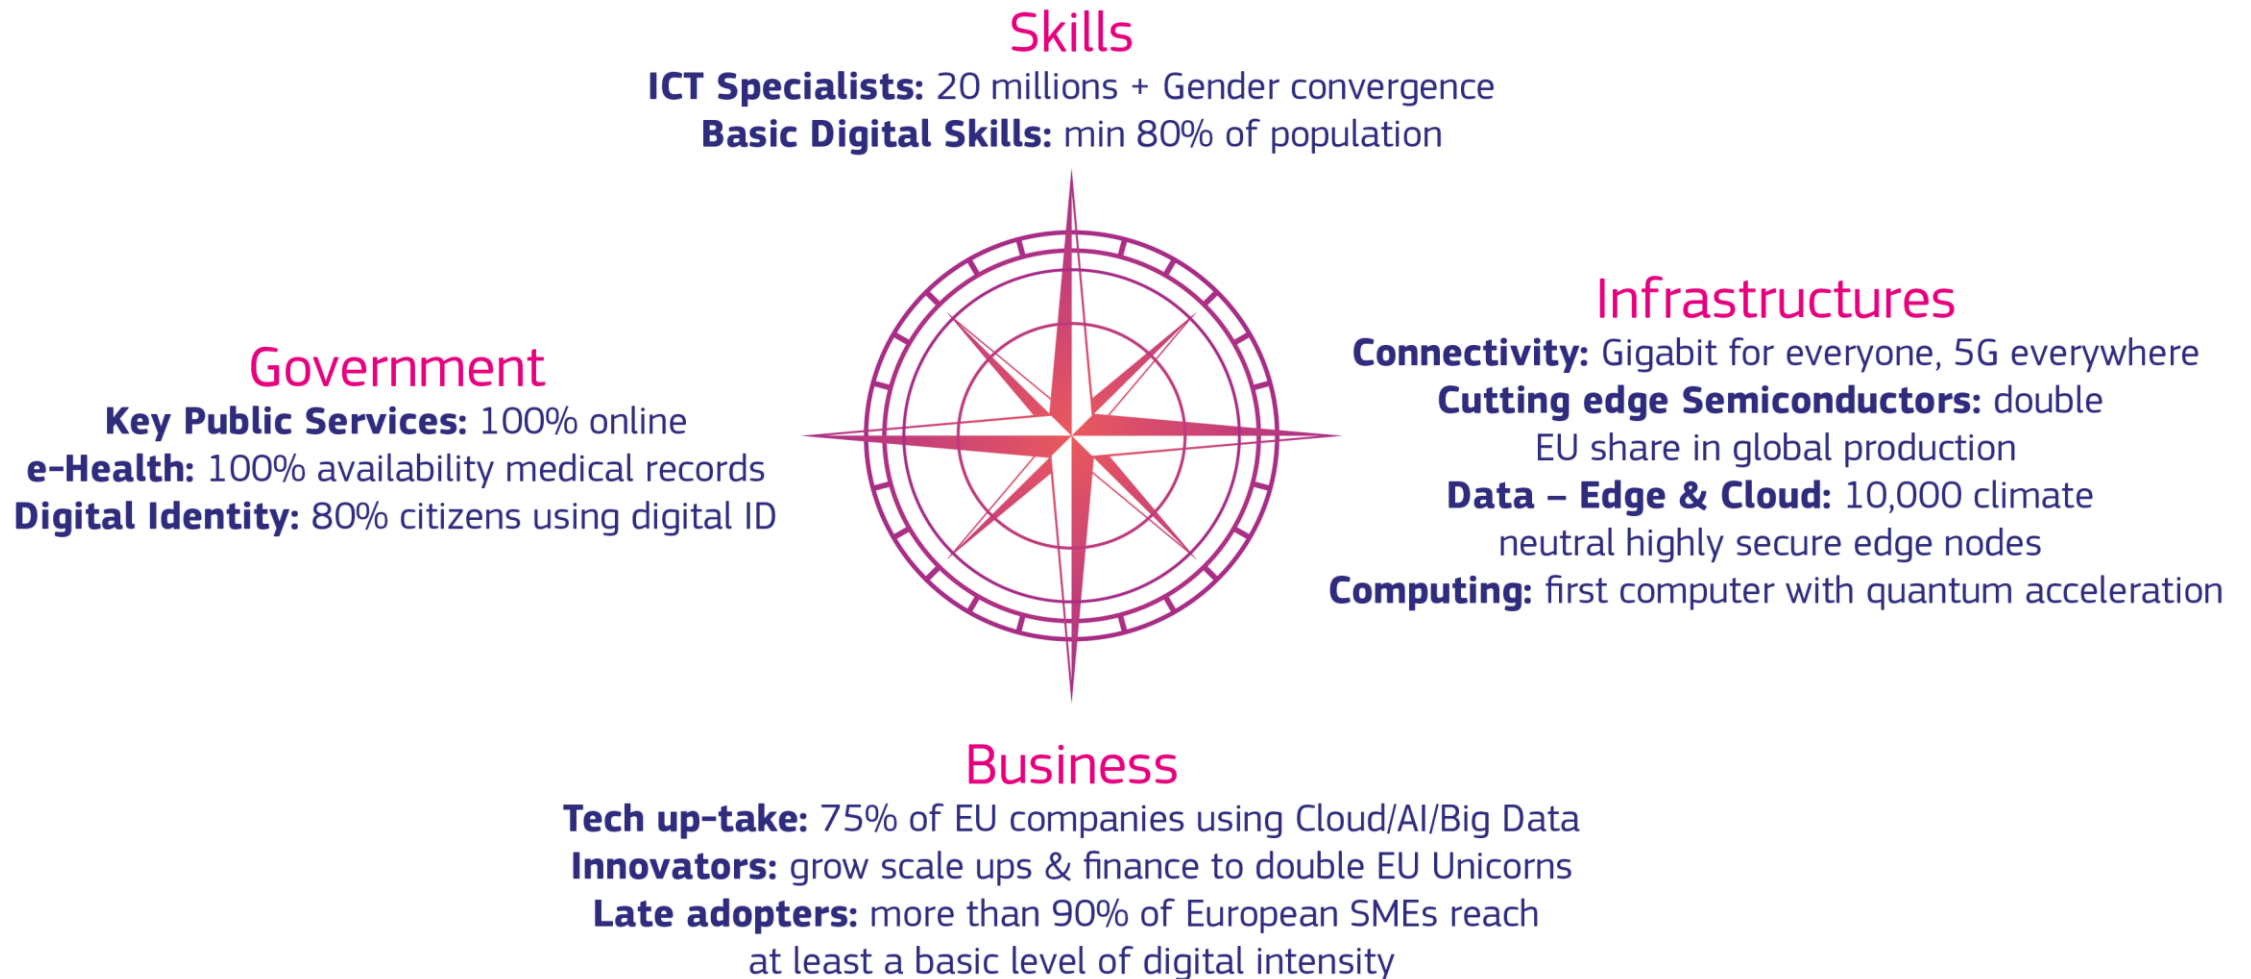 Skills
ICT Specialists: 20 millions + Gender convergence
Basic Digital Skills: min 80% of population
Government
Key Public Services: 100% online
e-Health: 100% availability medical records
Digital Identity: 80% citizens using digital ID
Infrastructures
Connectivity: Gigabit for everyone, 5G everywhere
Cutting edge Semiconductors: double
EU share in global production
Data – Edge & Cloud: 10,000 climate
neutral highly secure edge nodes
Computing: first computer with quantum acceleration
Business
Tech up-take: 75% of EU companies using Cloud/AI/Big Data
Innovators: grow scale ups & finance to double EU Unicorns
Late adopters: more than 90% of European SMEs reach
at least a basic level of digital intensity